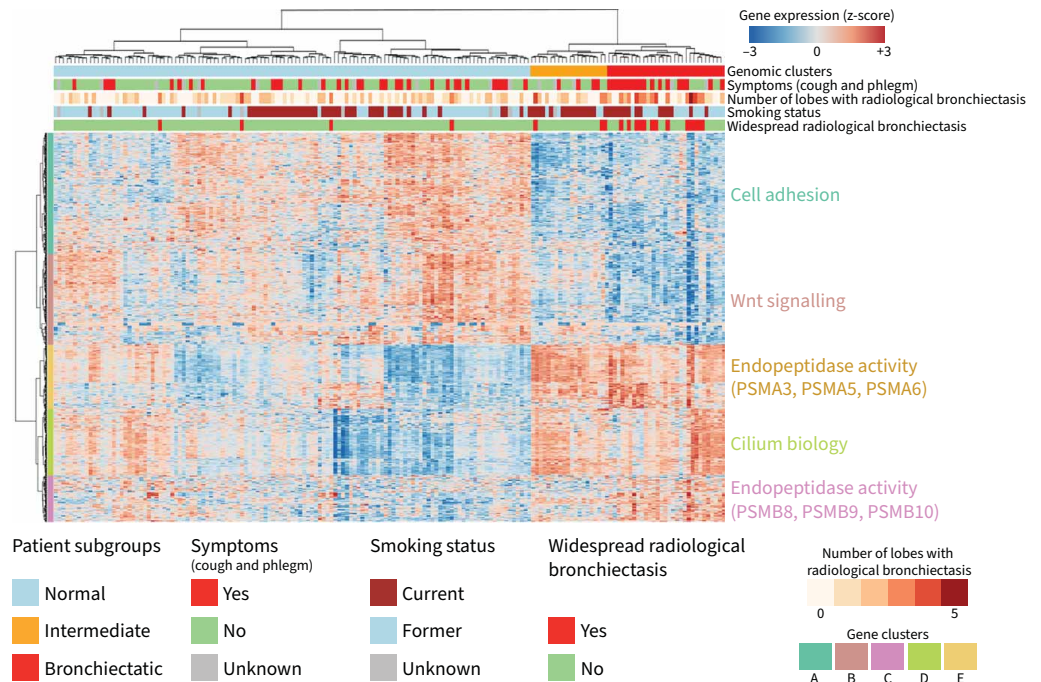 Gene expression (z-score)
–3 0 +3
Genomic clusters
Symptoms (cough and phlegm)
Number of lobes with radiological bronchiectasis
Smoking status
Widespread radiological bronchiectasis
Cell adhesion
Wnt signalling
Endopeptidase activity
(PSMA3, PSMA5, PSMA6)
Cilium biology
Endopeptidase activity
(PSMB8, PSMB9, PSMB10)
Patient subgroups
Normal
Intermediate
Bronchiectatic
Symptoms
(cough and phlegm)
Yes
No
Unknown
Smoking status
Current
Former
Unknown
Widespread radiological
bronchiectasis
Yes
No
Number of lobes with
radiological bronchiectasis
0 5
Gene clusters
A B C D E